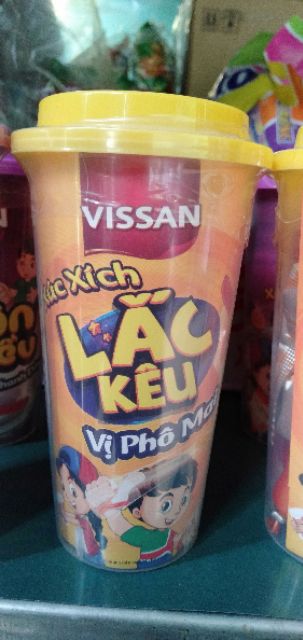 VISSAN
Xúc Xích
LẮC
KÊU
Vị Phô Mai